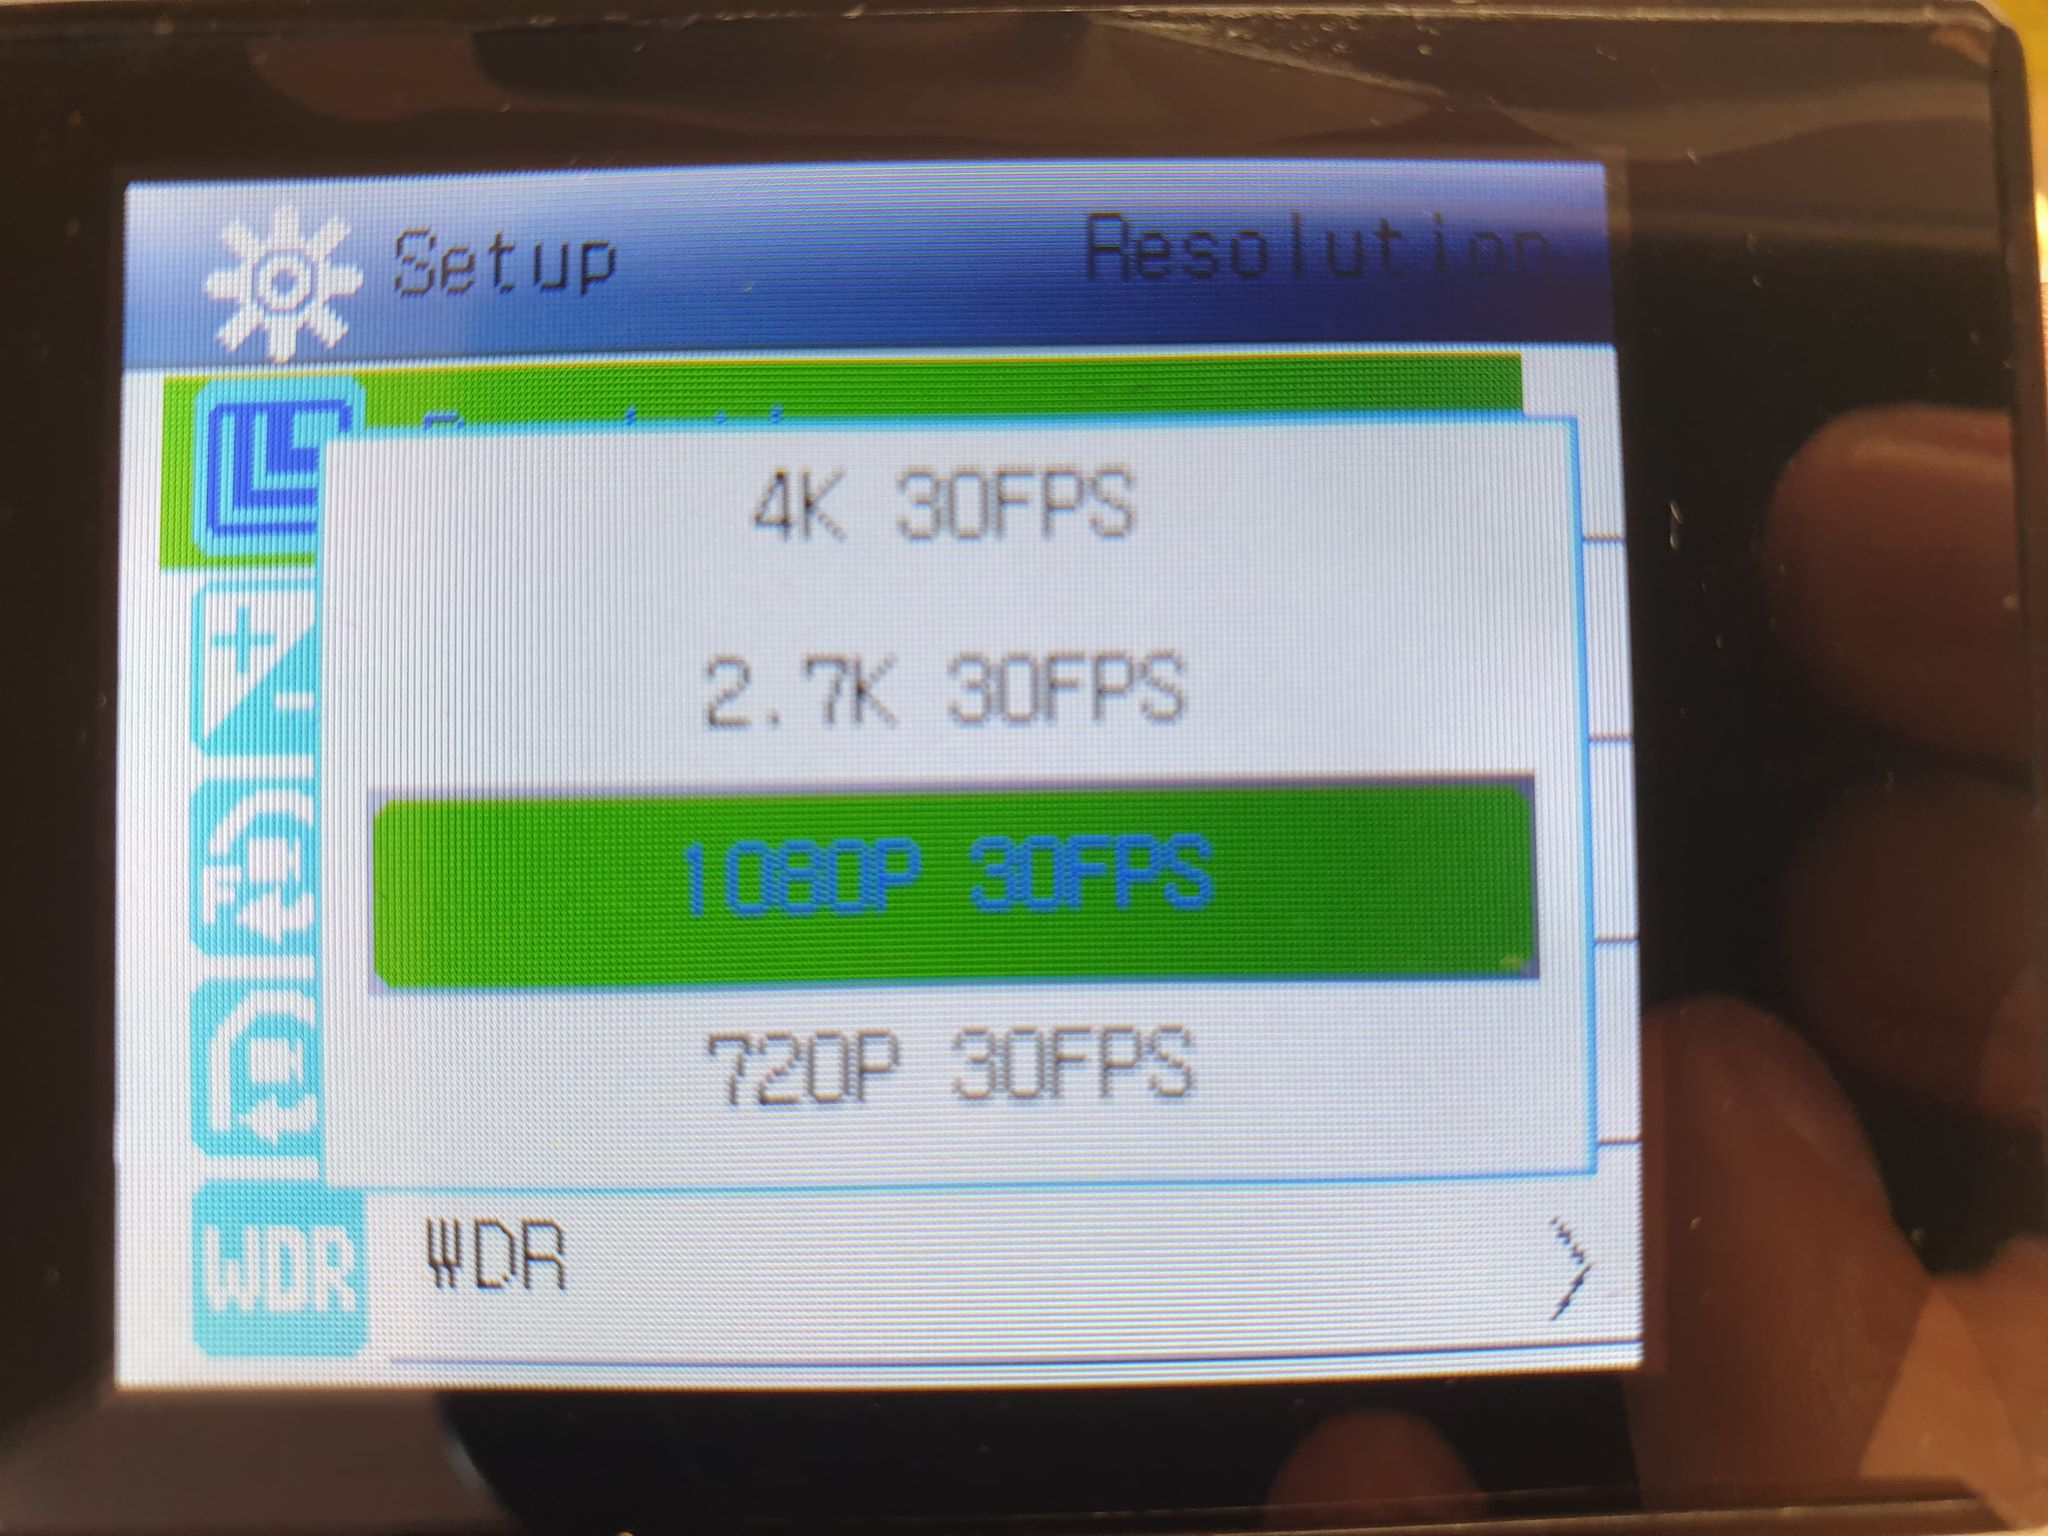 Setup Resolution
4K 30FPS
2.7K 30FPS
1080P 30FPS
720P 30FPS
WDR WDR